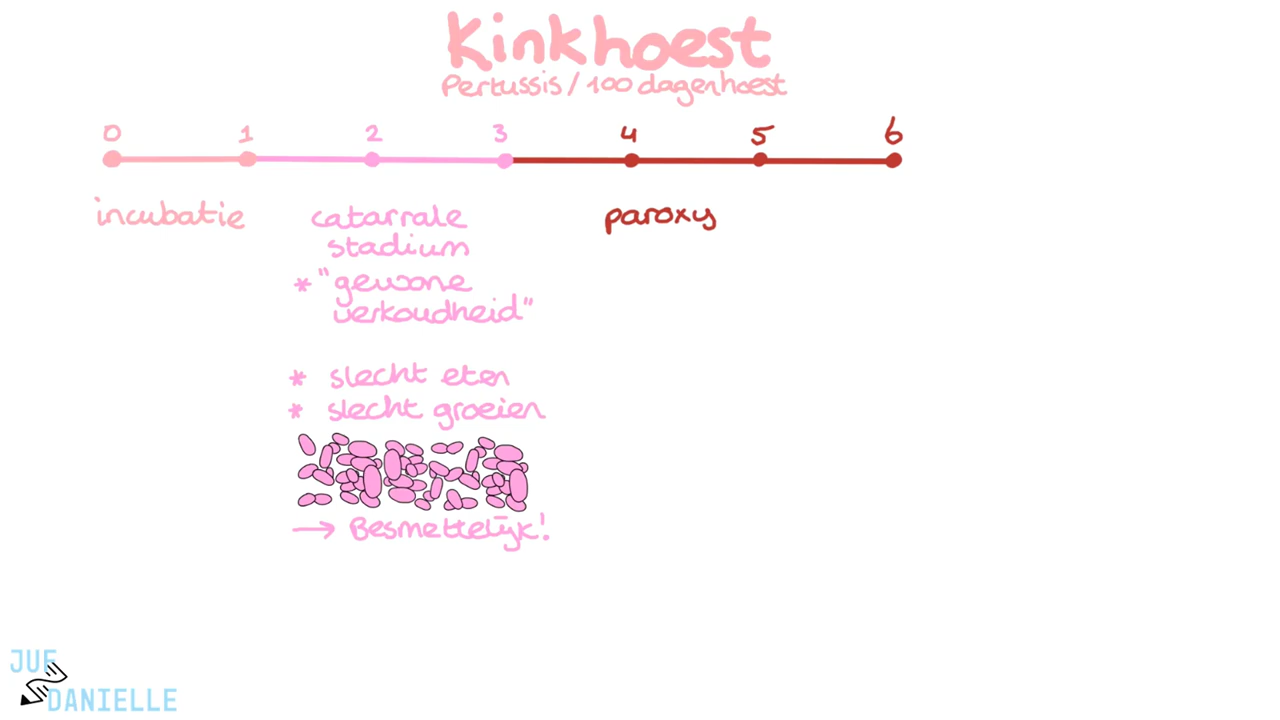 Kinkhoest
Pertussis / 100 dagenhoest
0 1 2 3 4 5 6
incubatie
catarrale
stadium
* "gewone
verkoudheid"
* slecht eten
* slecht groeien
→ Besmettelijk!
paroxy
JUF
DANIELLE